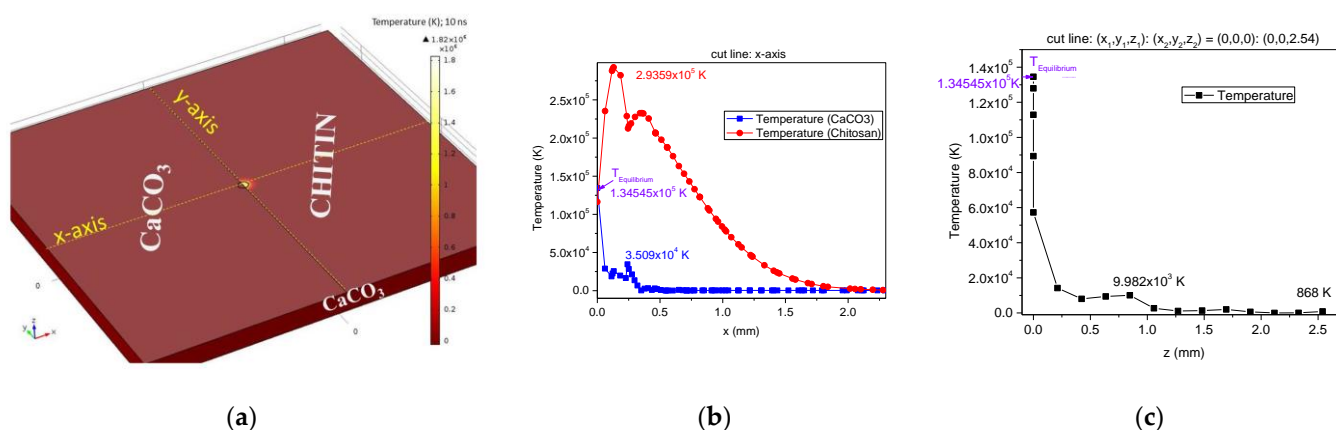 Temperature (K); 10 ns
▲ 1.82x10⁴
x10⁴
1.8
1.6
1.4
1.2
1
0.8
0.6
0.4
0.2
y-axis
x-axis
CaCO₃
CHITIN
CaCO₃
0
0
y z x
(a)
cut line: x-axis
2.9359x10⁵ K
Temperature (CaCO3)
Temperature (Chitosan)
T Equilibrium
1.34545x10⁵ K
3.509x10⁴ K
Temperature (K)
2.5x10⁵
2.0x10⁵
1.5x10⁵
1.0x10⁵
5.0x10⁴
0.0
0.0 0.5 1.0 1.5 2.0
x (mm)
(b)
cut line: (x₁,y₁,z₁): (x₂,y₂,z₂) = (0,0,0): (0,0,2.54)
T Equilibrium
1.34545x10⁵ K
Temperature
9.982x10³ K
868 K
Temperature (K)
1.4x10⁵
1.2x10⁵
1.0x10⁵
8.0x10⁴
6.0x10⁴
4.0x10⁴
2.0x10⁴
0.0
0.0 0.5 1.0 1.5 2.0 2.5
z (mm)
(c)